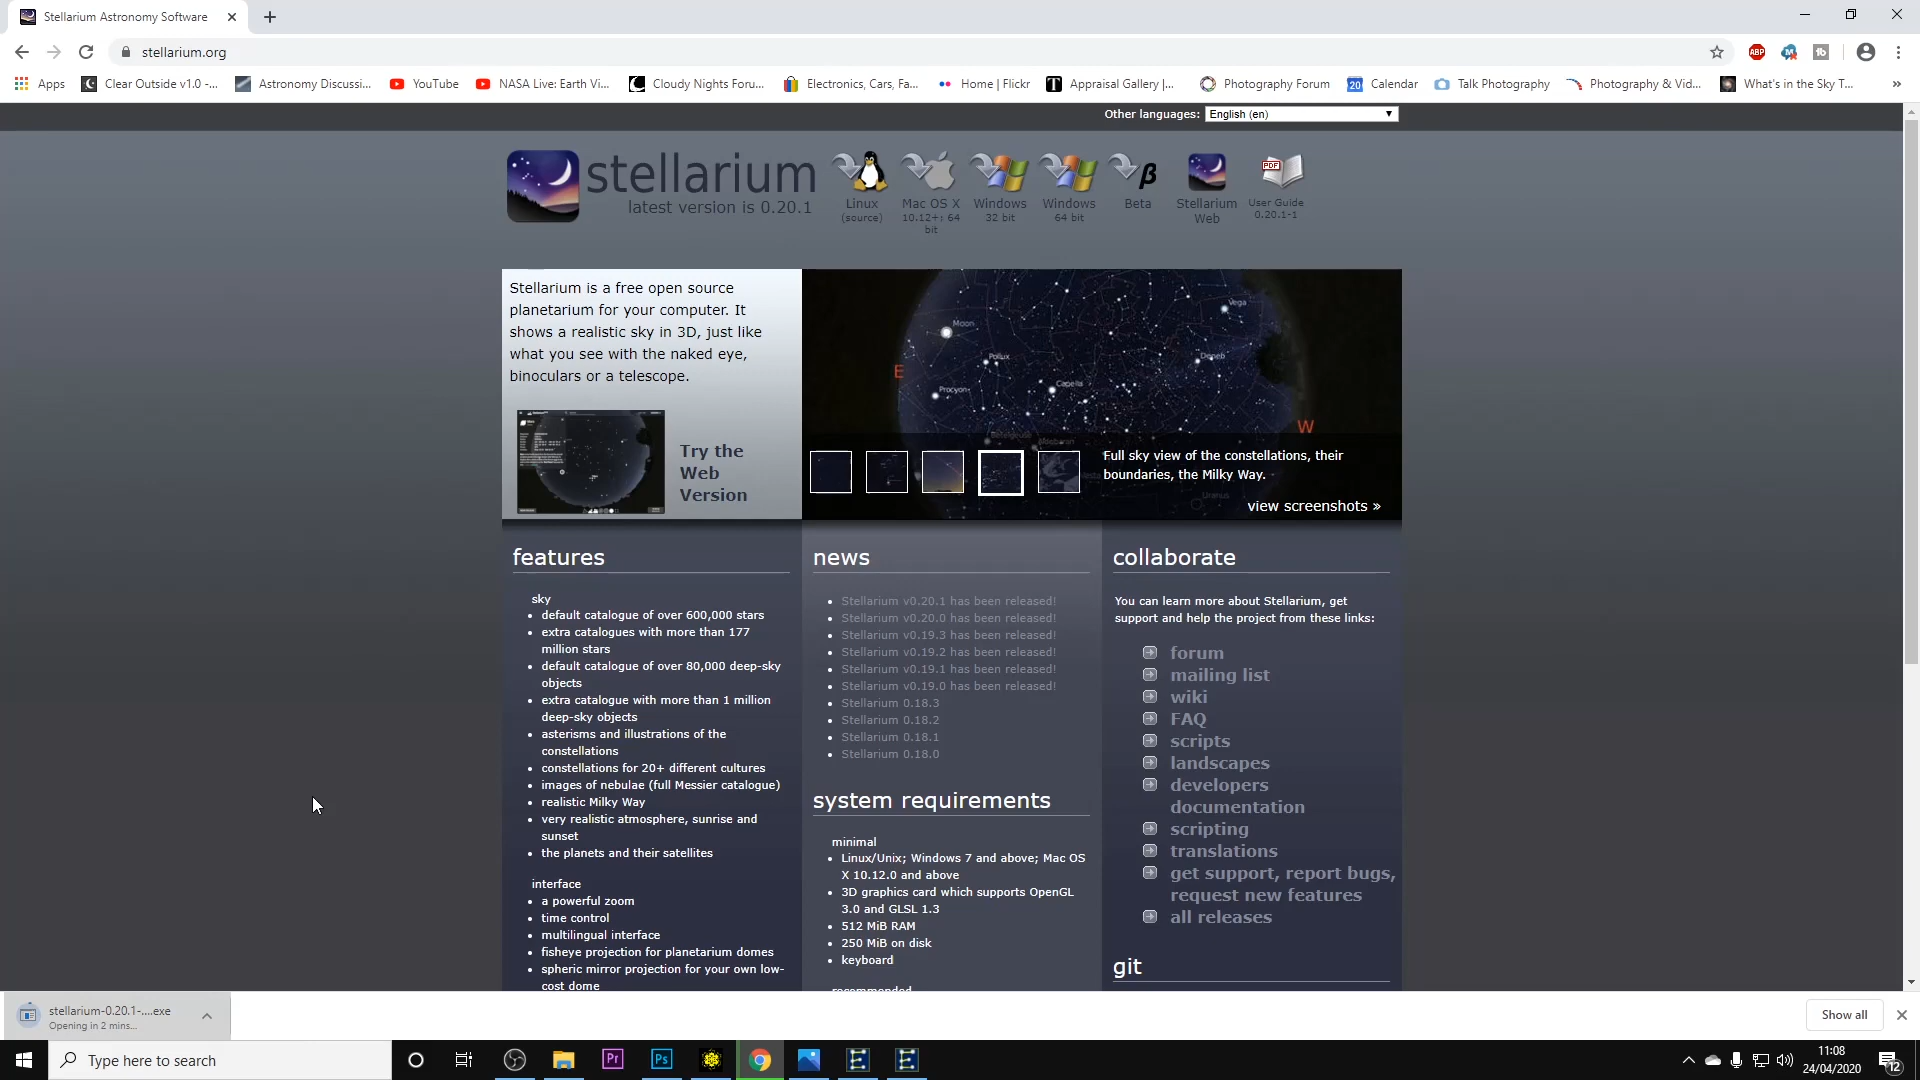 Stellarium Astronomy Software
stellarium.org
Apps
Clear Outside v1.0 -...
Astronomy Discussi...
YouTube
NASA Live: Earth Vi...
Cloudy Nights Foru...
Electronics, Cars, Fa...
Home | Flickr
Appraisal Gallery |...
Photography Forum
Calendar
Talk Photography
Photography & Vid...
What's in the Sky T...
»
Other languages: English (en)
stellarium
latest version is 0.20.1
Linux
(source)
Mac OS X
10.12+; 64
bit
Windows
32 bit
Windows
64 bit
β
Beta
Stellarium
Web
PDF
User Guide
0.20.1-1
Stellarium is a free open source
planetarium for your computer. It
shows a realistic sky in 3D, just like
what you see with the naked eye,
binoculars or a telescope.
Try the
Web
Version
Vega
Moon
Pollux
Deneb
E
Procyon
Capella
W
Full sky view of the constellations, their
boundaries, the Milky Way.
Uranus
view screenshots »
features
sky
default catalogue of over 600,000 stars
extra catalogues with more than 177
million stars
default catalogue of over 80,000 deep-sky
objects
extra catalogue with more than 1 million
deep-sky objects
asterisms and illustrations of the
constellations
constellations for 20+ different cultures
images of nebulae (full Messier catalogue)
realistic Milky Way
very realistic atmosphere, sunrise and
sunset
the planets and their satellites
interface
a powerful zoom
time control
multilingual interface
fisheye projection for planetarium domes
spheric mirror projection for your own low-
cost dome
news
Stellarium v0.20.1 has been released!
Stellarium v0.20.0 has been released!
Stellarium v0.19.3 has been released!
Stellarium v0.19.2 has been released!
Stellarium v0.19.1 has been released!
Stellarium v0.19.0 has been released!
Stellarium 0.18.3
Stellarium 0.18.2
Stellarium 0.18.1
Stellarium 0.18.0
system requirements
minimal
Linux/Unix; Windows 7 and above; Mac OS
X 10.12.0 and above
3D graphics card which supports OpenGL
3.0 and GLSL 1.3
512 MiB RAM
250 MiB on disk
keyboard
recommended
collaborate
You can learn more about Stellarium, get
support and help the project from these links:
forum
mailing list
wiki
FAQ
scripts
landscapes
developers
documentation
scripting
translations
get support, report bugs,
request new features
all releases
git
stellarium-0.20.1-....exe
Opening in 2 mins...
Show all
Type here to search
Pr
Ps
11:08
24/04/2020
12